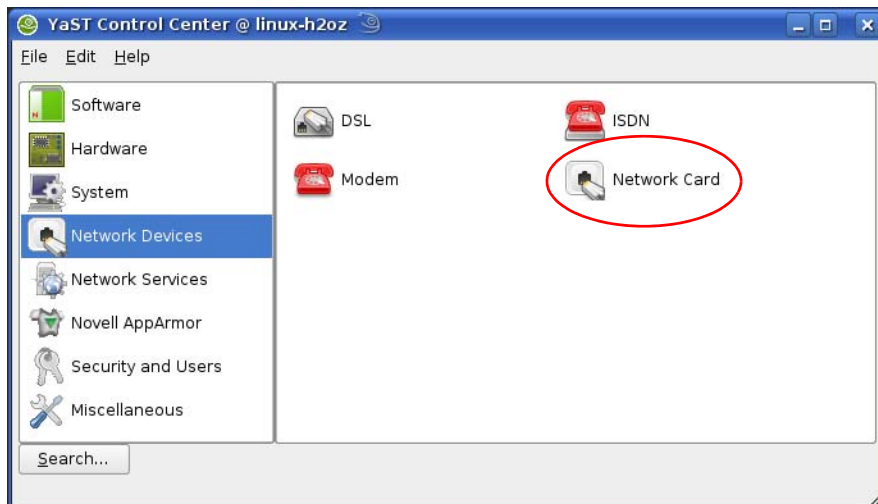 YaST Control Center @ linux-h2oz
File Edit Help
Software
Hardware
System
Network Devices
Network Services
Novell AppArmor
Security and Users
Miscellaneous
DSL
ISDN
Modem
Network Card
Search...